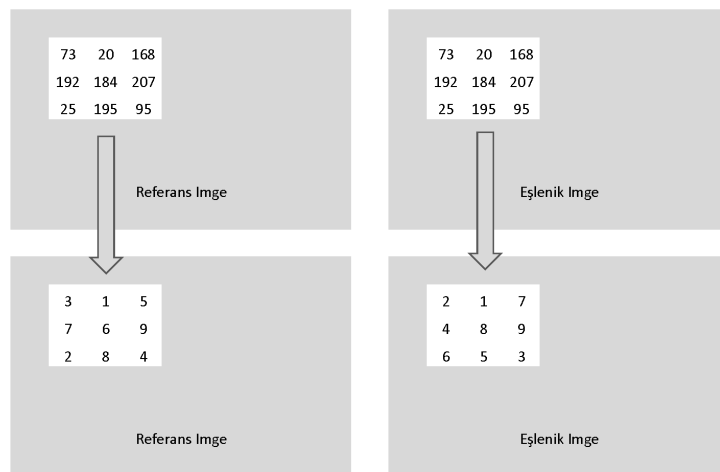 73 20 168
192 184 207
25 195 95
Referans Imge
73 20 168
192 184 207
25 195 95
Eşlenik Imge
3 1 5
7 6 9
2 8 4
Referans Imge
2 1 7
4 8 9
6 5 3
Eşlenik Imge